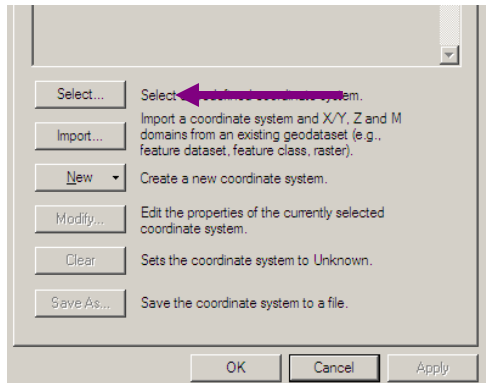 Select...
Select a predefined coordinate system.
Import...
Import a coordinate system and X/Y, Z and M
domains from an existing geodataset (e.g.,
feature dataset, feature class, raster).
New
Create a new coordinate system.
Modify...
Edit the properties of the currently selected
coordinate system.
Clear
Sets the coordinate system to Unknown.
Save As...
Save the coordinate system to a file.
OK
Cancel
Apply